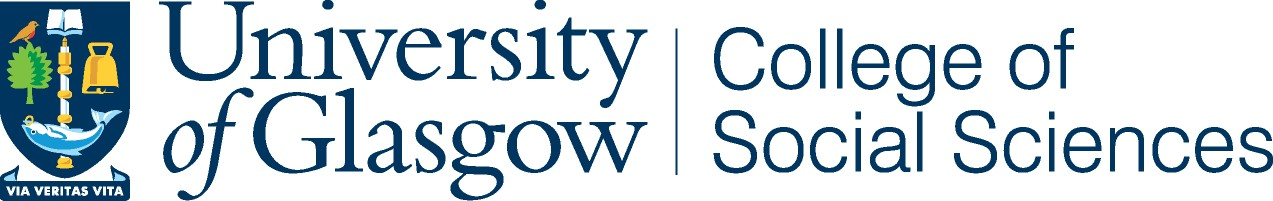 University
of Glasgow
College of
Social Sciences
VIA VERITAS VITA